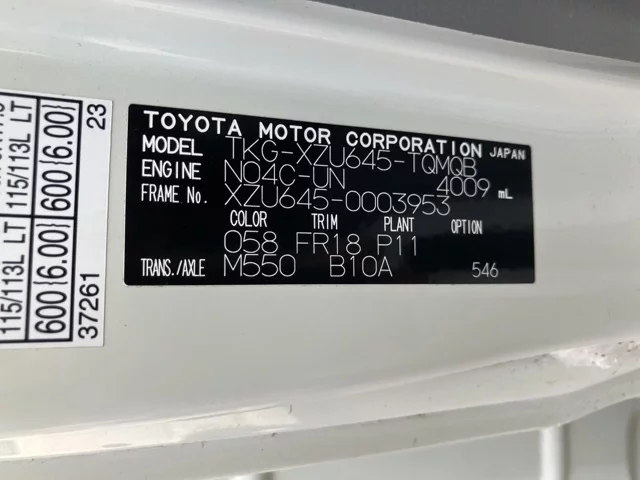 TOYOTA MOTOR CORPORATION JAPAN
MODEL TKG-XZU645-TQMQB
ENGINE N04C-UN 4009 mL
FRAME No. XZU645-0003953
COLOR TRIM PLANT OPTION
058 FR18 P11
TRANS./AXLE M550 B10A 546
115/113L LT 115/113L LT
600(6.00) 600(6.00)
37261 23